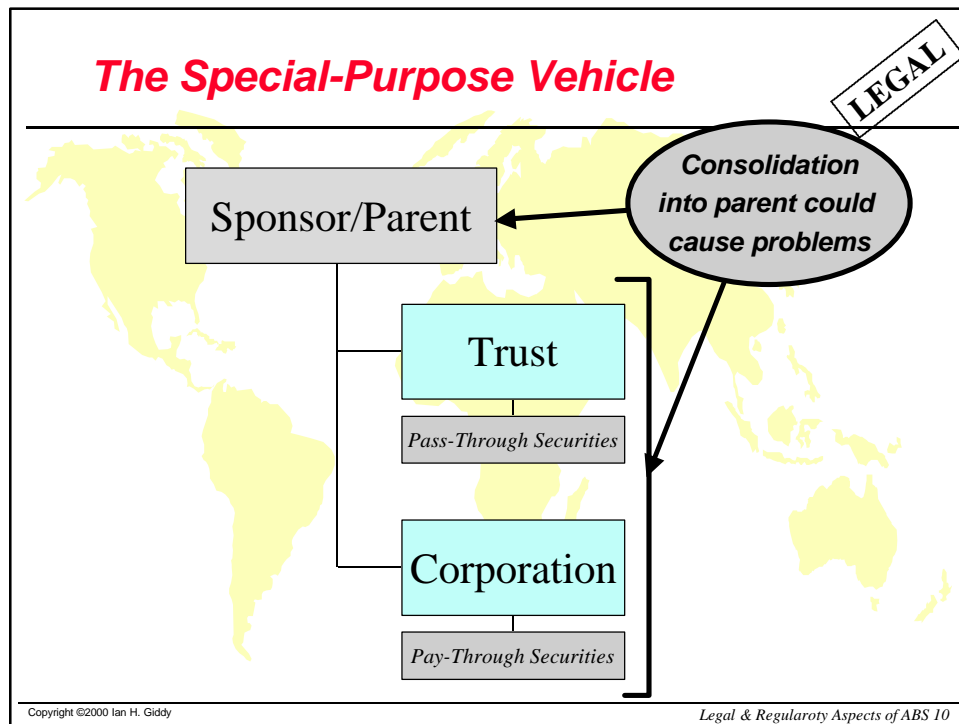 The Special-Purpose Vehicle
LEGAL
Consolidation
into parent could
cause problems
Sponsor/Parent
Trust
Pass-Through Securities
Corporation
Pay-Through Securities
Copyright ©2000 Ian H. Giddy
Legal & Regularoty Aspects of ABS 10